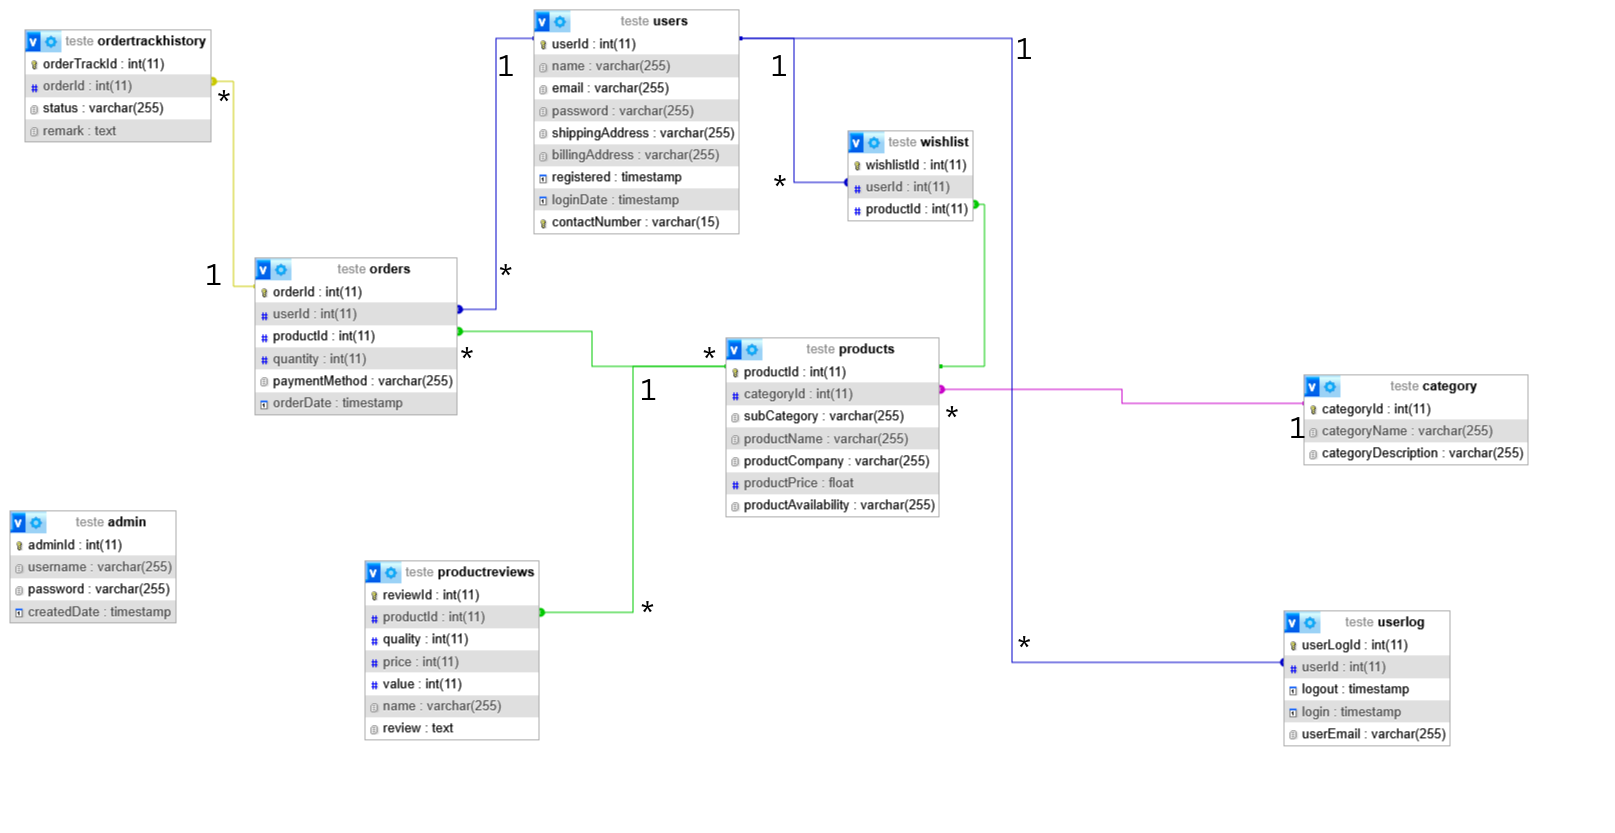 v teste ordertrackhistory
orderTrackId : int(11)
# orderId : int(11)
status : varchar(255)
remark : text
*
1
v teste users
userId : int(11)
name : varchar(255)
email : varchar(255)
password : varchar(255)
shippingAddress : varchar(255)
billingAddress : varchar(255)
registered : timestamp
loginDate : timestamp
contactNumber : varchar(15)
1
*
1
*
1
*
v teste wishlist
wishlistId : int(11)
# userId : int(11)
# productId : int(11)
v teste orders
orderId : int(11)
# userId : int(11)
# productId : int(11)
# quantity : int(11)
paymentMethod : varchar(255)
orderDate : timestamp
*
*
1
*
v teste products
productId : int(11)
# categoryId : int(11)
subCategory : varchar(255)
productName : varchar(255)
productCompany : varchar(255)
# productPrice : float
productAvailability : varchar(255)
*
1
v teste category
categoryId : int(11)
categoryName : varchar(255)
categoryDescription : varchar(255)
v teste admin
adminId : int(11)
username : varchar(255)
password : varchar(255)
createdDate : timestamp
v teste productreviews
reviewId : int(11)
# productId : int(11)
# quality : int(11)
# price : int(11)
# value : int(11)
name : varchar(255)
review : text
v teste userlog
userLogId : int(11)
# userId : int(11)
logout : timestamp
login : timestamp
userEmail : varchar(255)